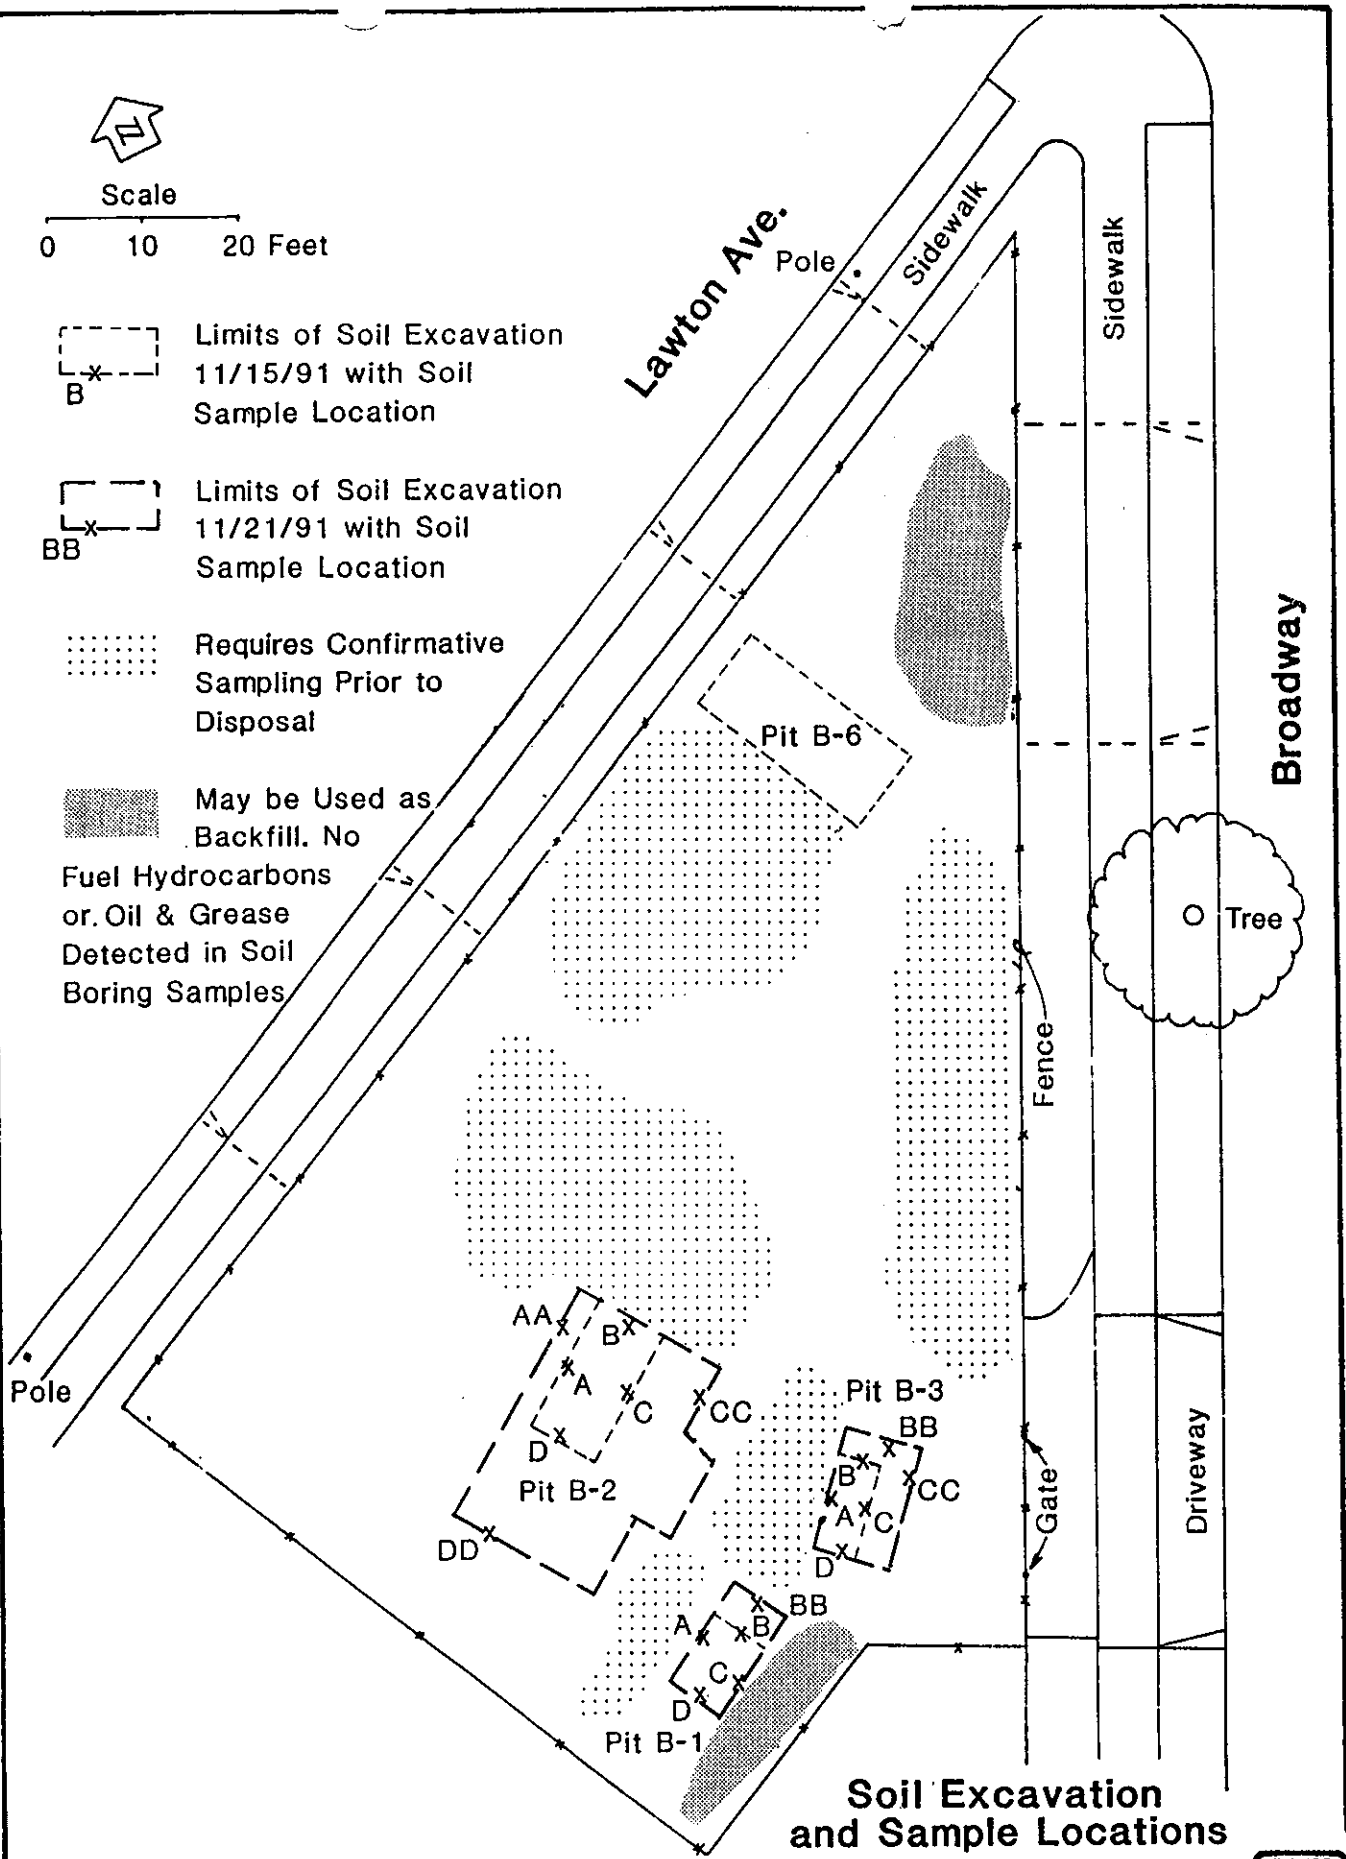 Scale
0 10 20 Feet
Limits of Soil Excavation
11/15/91 with Soil
Sample Location
B
Limits of Soil Excavation
11/21/91 with Soil
Sample Location
BB
Requires Confirmative
Sampling Prior to
Disposal
May be Used as
Backfill. No
Fuel Hydrocarbons
or Oil & Grease
Detected in Soil
Boring Samples
Lawton Ave.
Pole
Sidewalk
Sidewalk
Broadway
Pit B-6
Tree
Fence
AA
B
A
C
CC
D
Pit B-2
DD
Pole
Pit B-3
BB
B
CC
A
C
D
Gate
Driveway
BB
A
B
C
D
Pit B-1
Soil Excavation
and Sample Locations